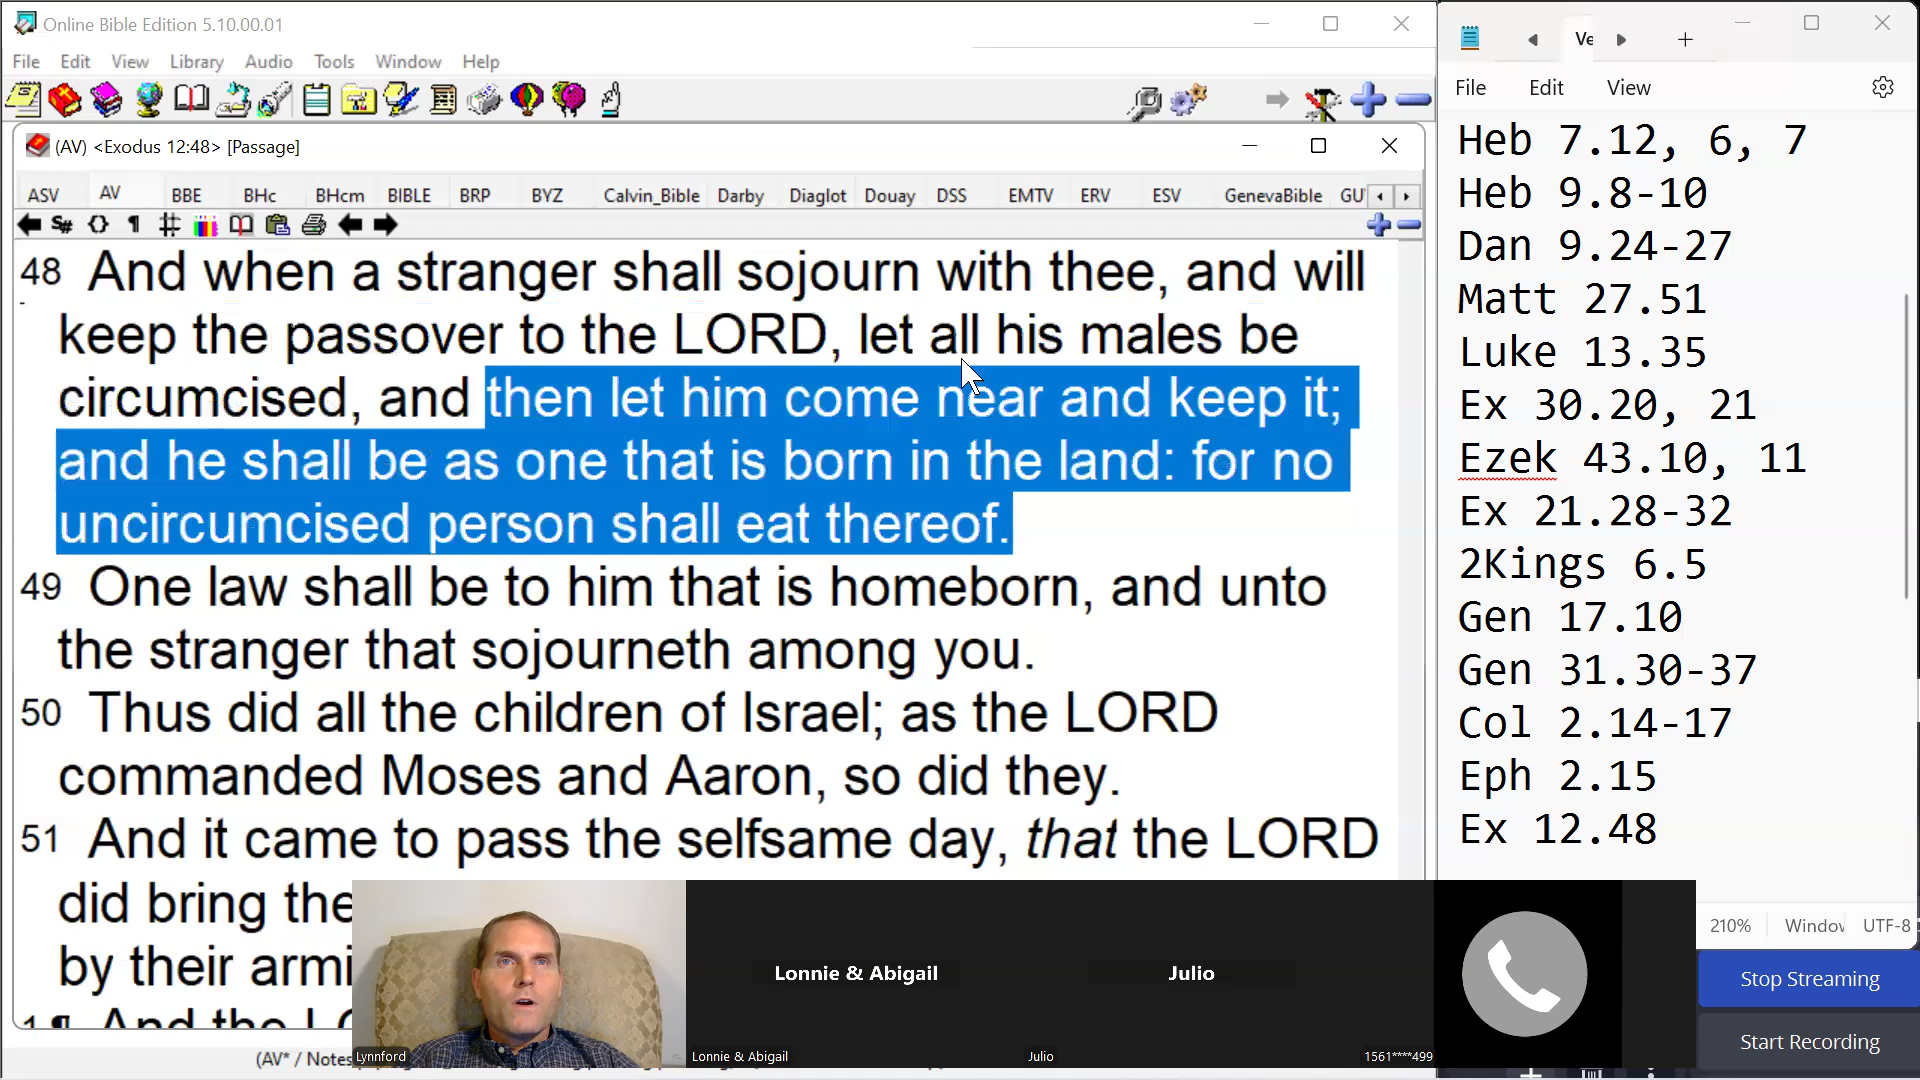 Online Bible Edition 5.10.00.01
File Edit View Library Audio Tools Window Help
(AV) <Exodus 12:48> [Passage]
ASV AV BBE BHc BHcm BIBLE BRP BYZ Calvin_Bible Darby Diaglot Douay DSS EMTV ERV ESV GenevaBible GU
48 And when a stranger shall sojourn with thee, and will
keep the passover to the LORD, let all his males be
circumcised, and then let him come near and keep it;
and he shall be as one that is born in the land: for no
uncircumcised person shall eat thereof.
49 One law shall be to him that is homeborn, and unto
the stranger that sojourneth among you.
50 Thus did all the children of Israel; as the LORD
commanded Moses and Aaron, so did they.
51 And it came to pass the selfsame day, that the LORD
did bring the
by their armi
1 ¶ And the L
(AV* / Notes
Ve
File Edit View
Heb 7.12, 6, 7
Heb 9.8-10
Dan 9.24-27
Matt 27.51
Luke 13.35
Ex 30.20, 21
Ezek 43.10, 11
Ex 21.28-32
2Kings 6.5
Gen 17.10
Gen 31.30-37
Col 2.14-17
Eph 2.15
Ex 12.48
210% Window UTF-8
Lynnford
Lonnie & Abigail
Lonnie & Abigail
Julio
Julio
1561****499
Stop Streaming
Start Recording